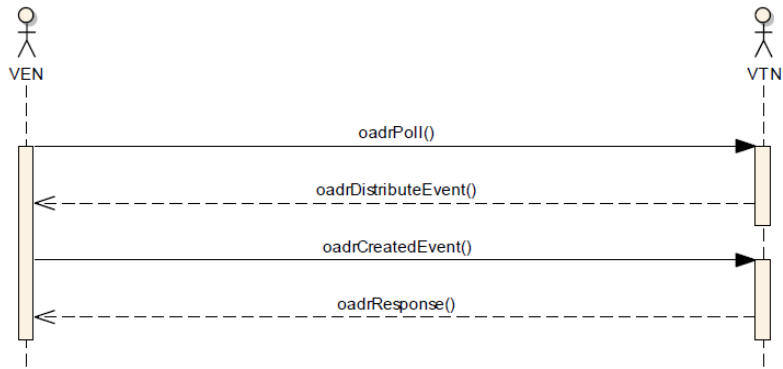 VEN
VTN
oadrPoll()
oadrDistributeEvent()
oadrCreatedEvent()
oadrResponse()